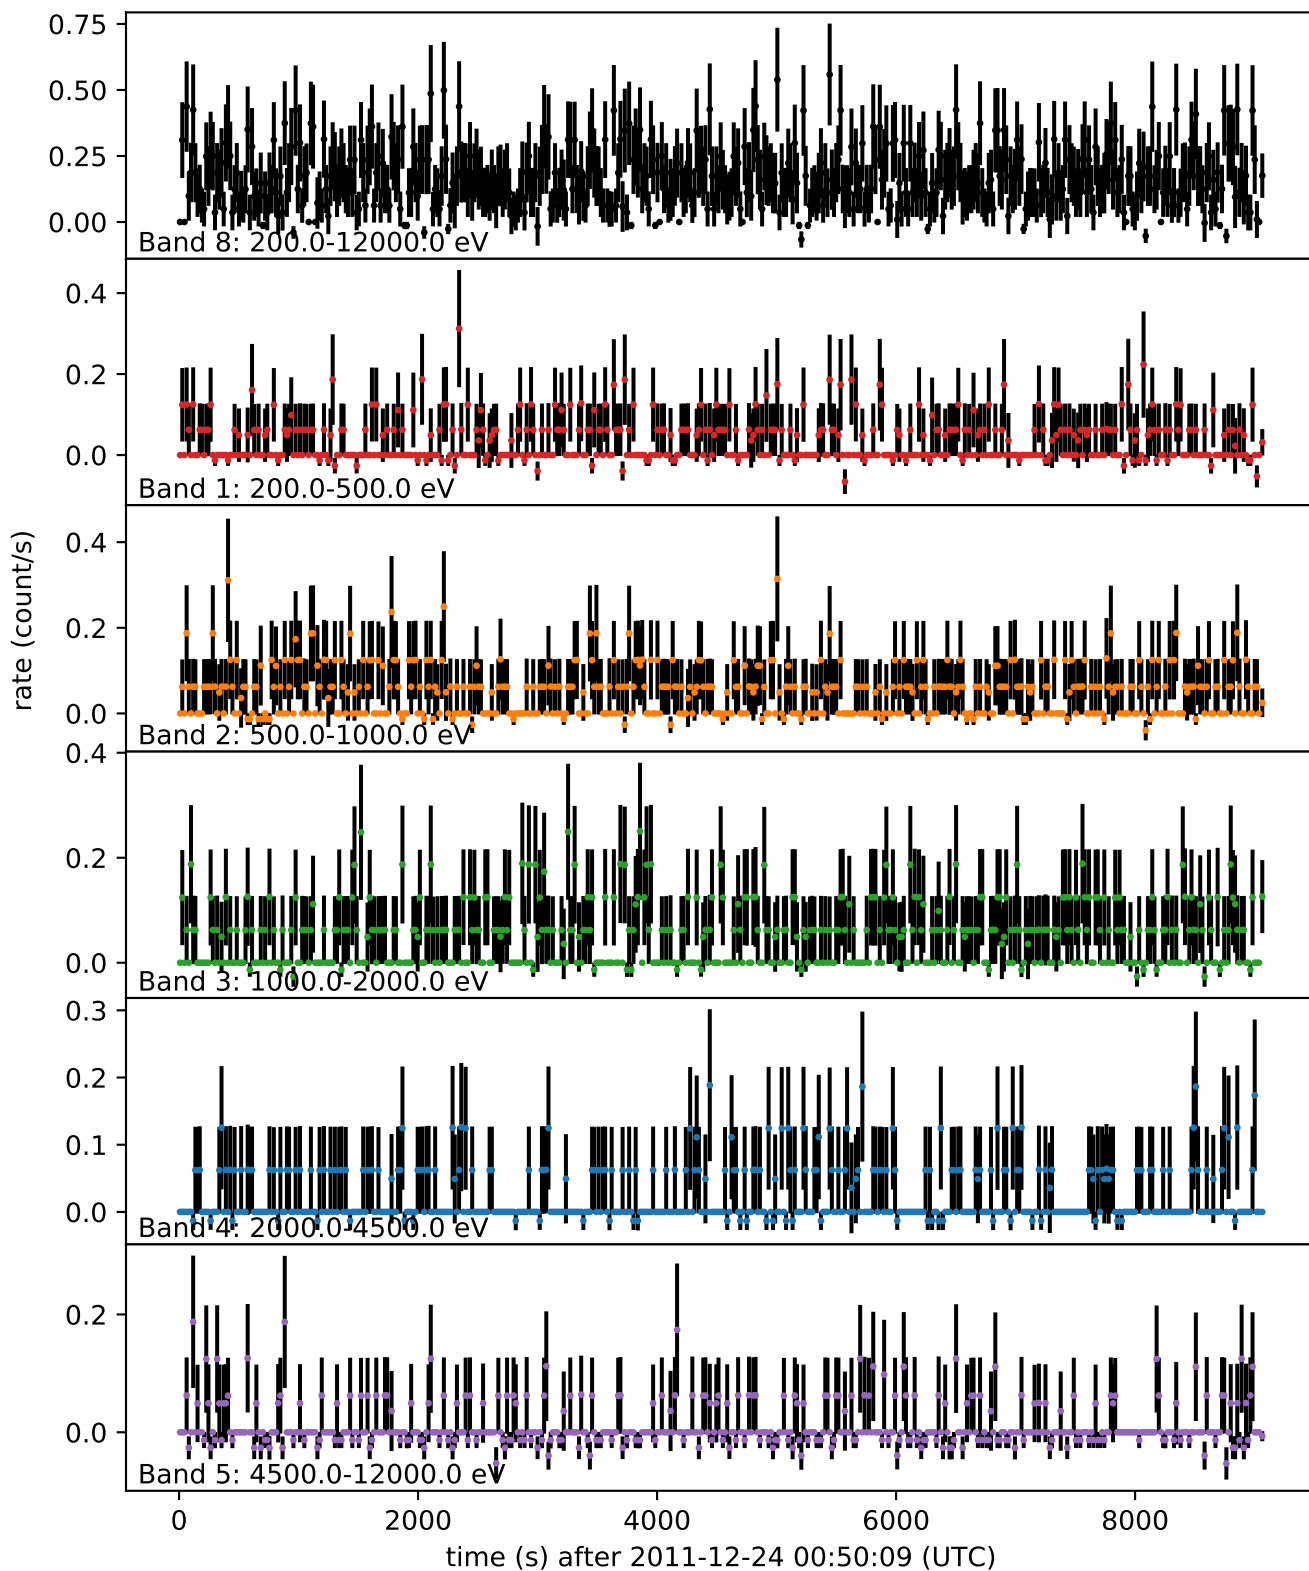 0.75
0.50
0.25
0.00
Band 8: 200.0-12000.0 eV
0.4
0.2
0.0
Band 1: 200.0-500.0 eV
0.4
0.2
0.0
Band 2: 500.0-1000.0 eV
rate (count/s)
0.4
0.2
0.0
Band 3: 1000.0-2000.0 eV
0.3
0.2
0.1
0.0
Band 4: 2000.0-4500.0 eV
0.2
0.0
Band 5: 4500.0-12000.0 eV
0 2000 4000 6000 8000
time (s) after 2011-12-24 00:50:09 (UTC)